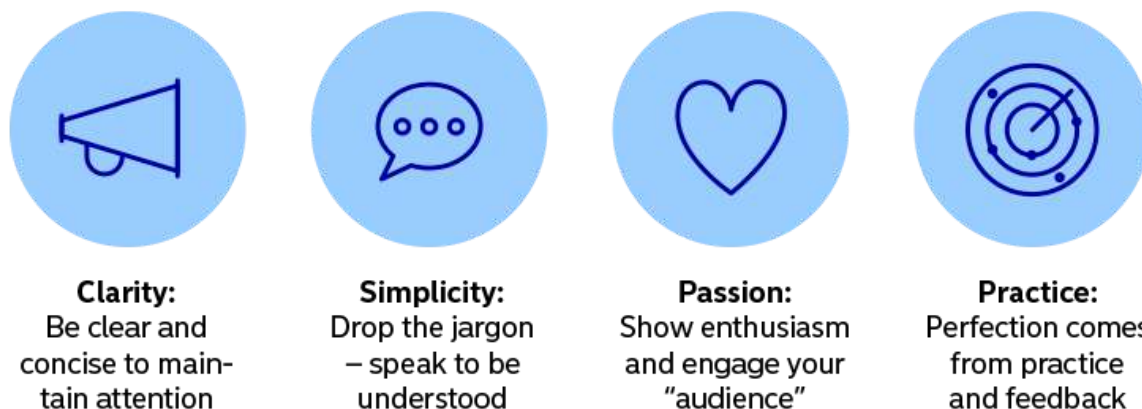 Clarity:
Be clear and
concise to main-
tain attention
Simplicity:
Drop the jargon
– speak to be
understood
Passion:
Show enthusiasm
and engage your
“audience”
Practice:
Perfection comes
from practice
and feedback